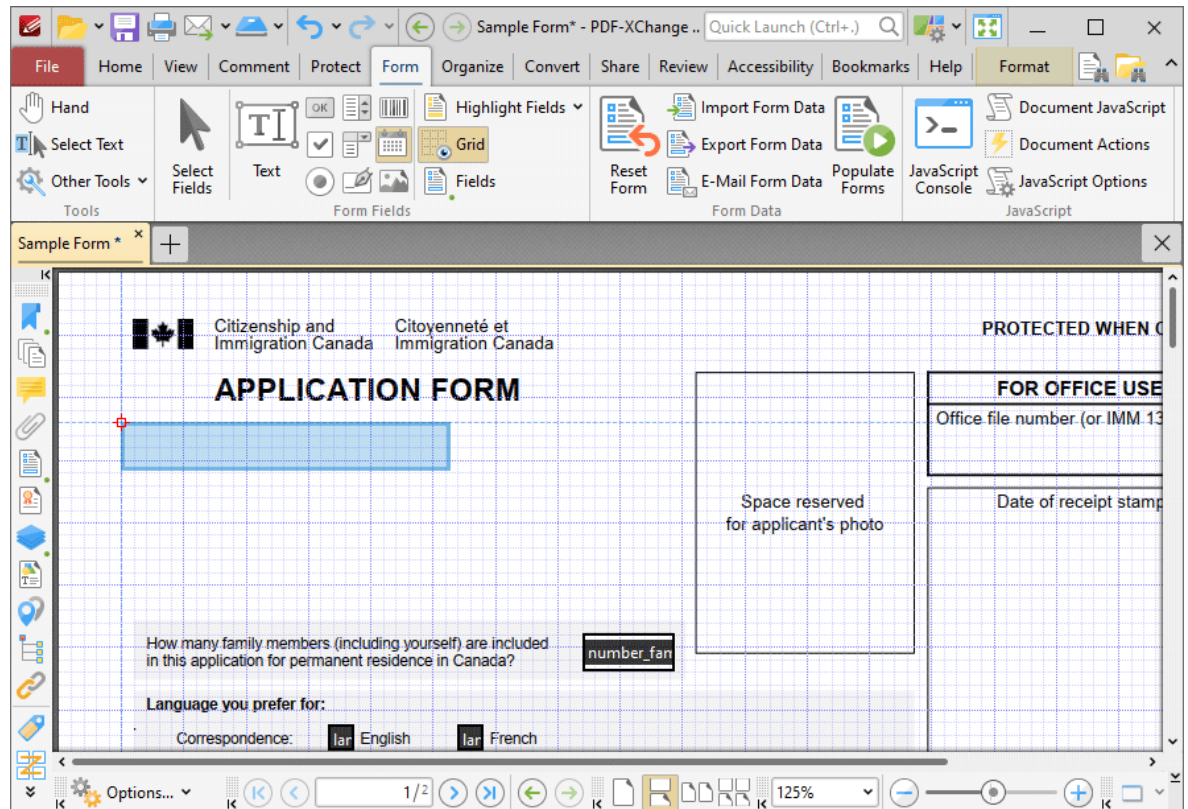 Sample Form* - PDF-XChange ..
Quick Launch (Ctrl+.)
File Home View Comment Protect Form Organize Convert Share Review Accessibility Bookmarks Help Format
Hand
Select Text
Other Tools
Tools
Select Fields
Text
OK
Highlight Fields
Grid
Fields
Form Fields
Reset Form
Import Form Data
Export Form Data
E-Mail Form Data
Populate Forms
Form Data
JavaScript Console
Document JavaScript
Document Actions
JavaScript Options
JavaScript
Sample Form *
Citizenship and
Immigration Canada
Citoyenneté et
Immigration Canada
PROTECTED WHEN
APPLICATION FORM
FOR OFFICE USE
Office file number (or IMM 13
Space reserved
for applicant's photo
Date of receipt stamp
How many family members (including yourself) are included
in this application for permanent residence in Canada?
number_fam
Language you prefer for:
Correspondence: lar English lar French
Options...
1/2
125%